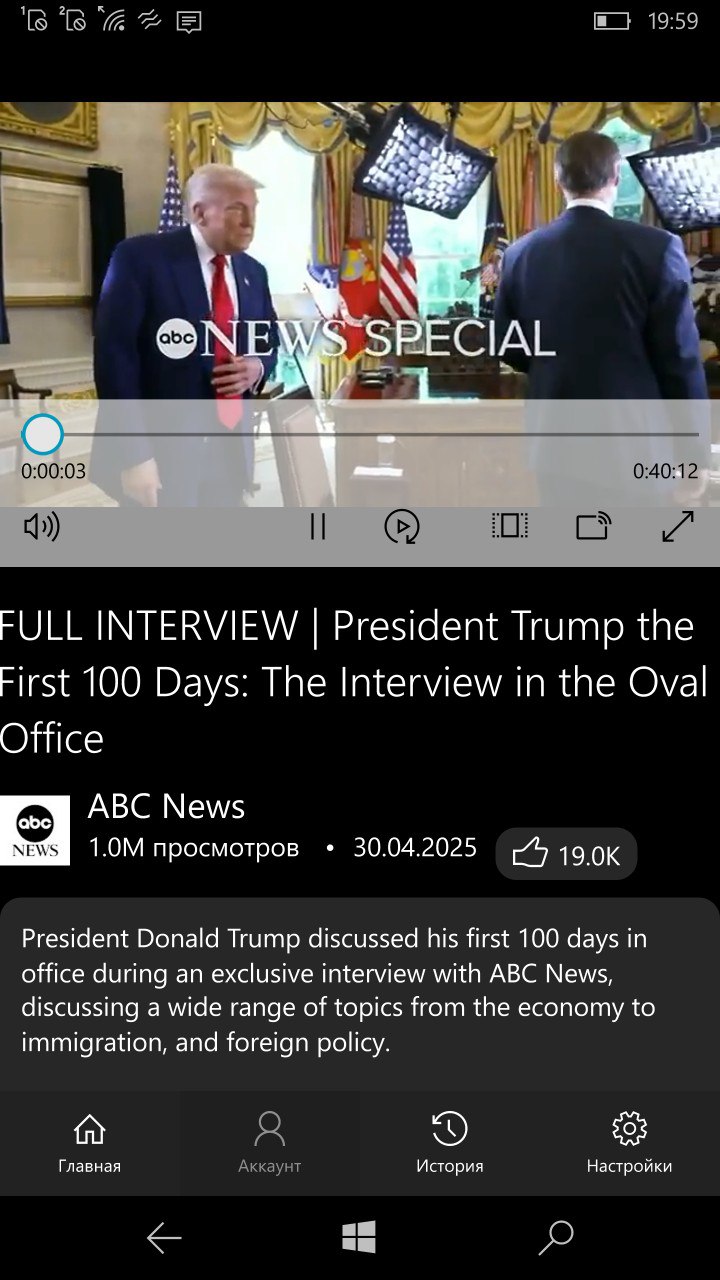 1 2 19:59
abc NEWS SPECIAL
0:00:03 0:40:12
FULL INTERVIEW | President Trump the
First 100 Days: The Interview in the Oval
Office
abc
NEWS
ABC News
1.0M просмотров • 30.04.2025
19.0K
President Donald Trump discussed his first 100 days in
office during an exclusive interview with ABC News,
discussing a wide range of topics from the economy to
immigration, and foreign policy.
Главная Аккаунт История Настройки